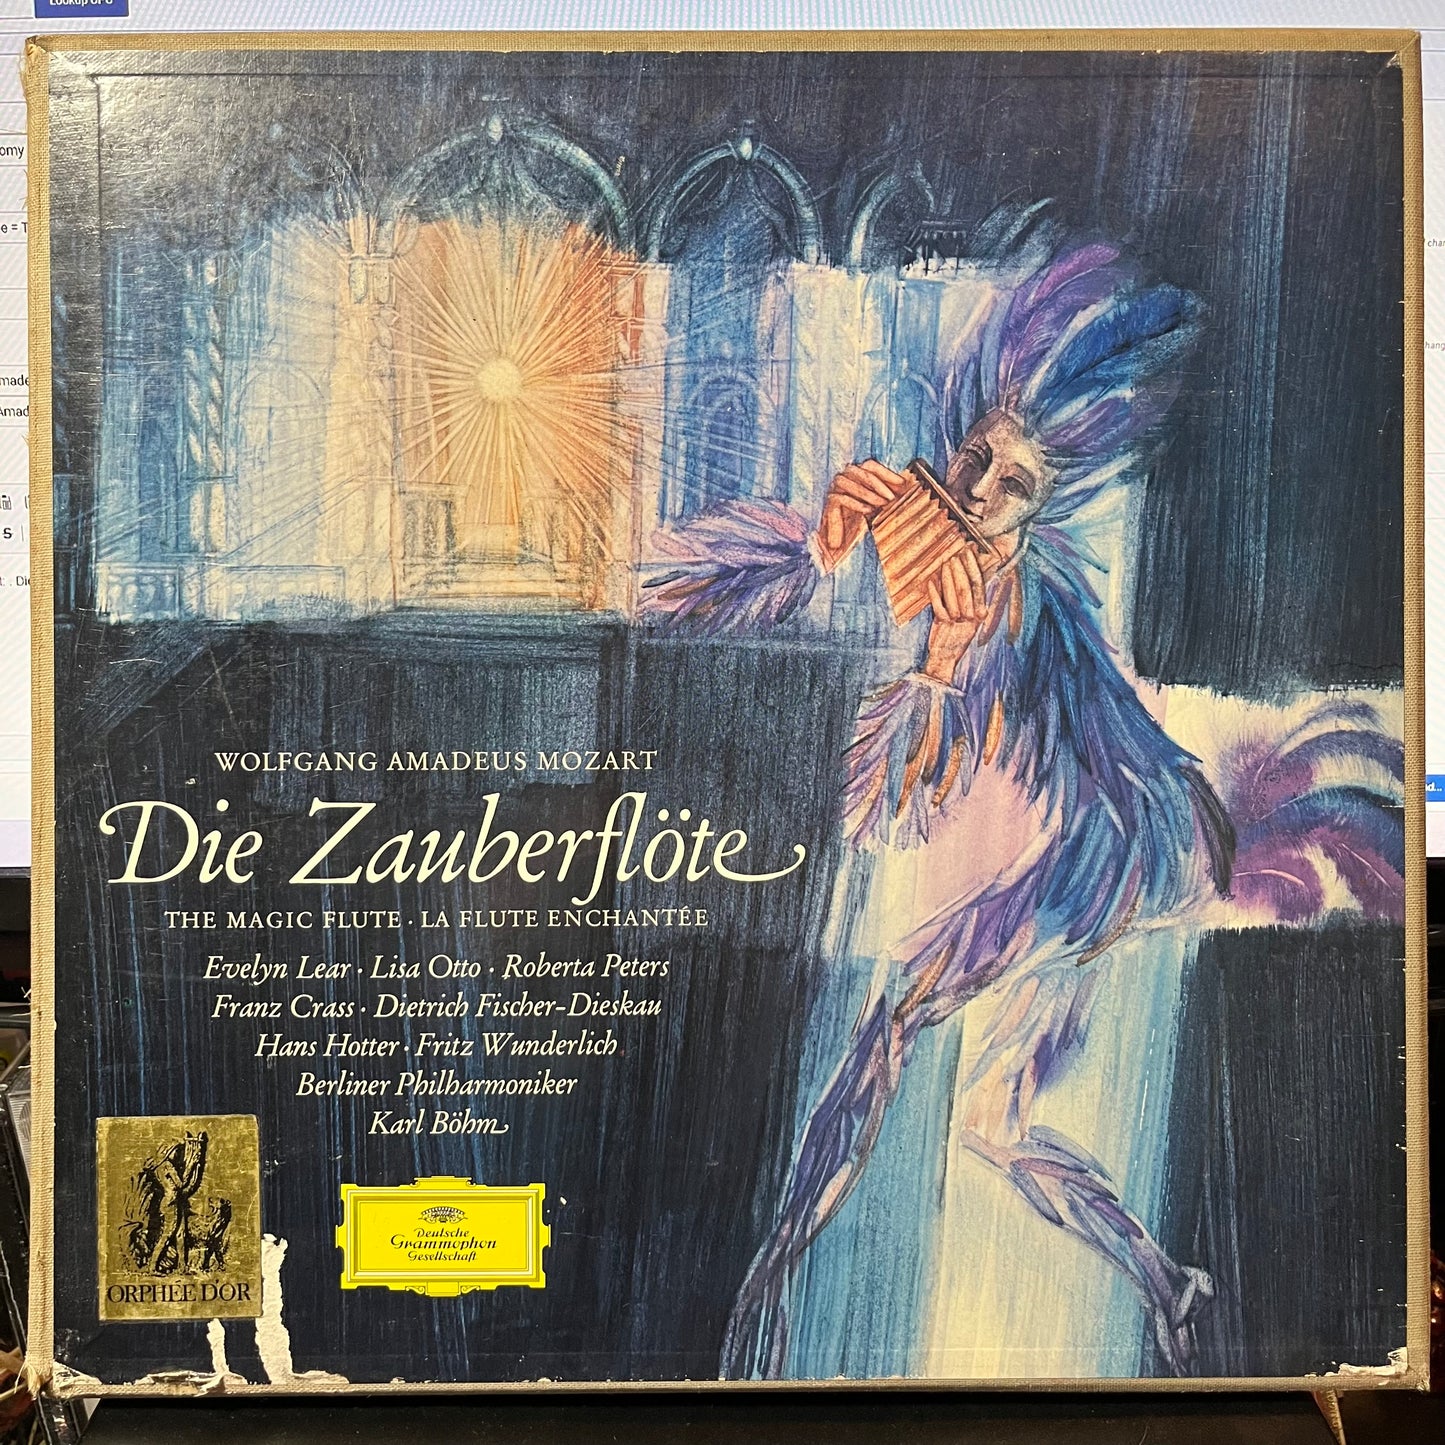 WOLFGANG AMADEUS MOZART
Die Zauberflöte
THE MAGIC FLUTE · LA FLUTE ENCHANTÉE
Evelyn Lear · Lisa Otto · Roberta Peters
Franz Crass · Dietrich Fischer-Dieskau
Hans Hotter · Fritz Wunderlich
Berliner Philharmoniker
Karl Böhm
Deutsche
Grammophon
Gesellschaft
ORPHÉE D'OR